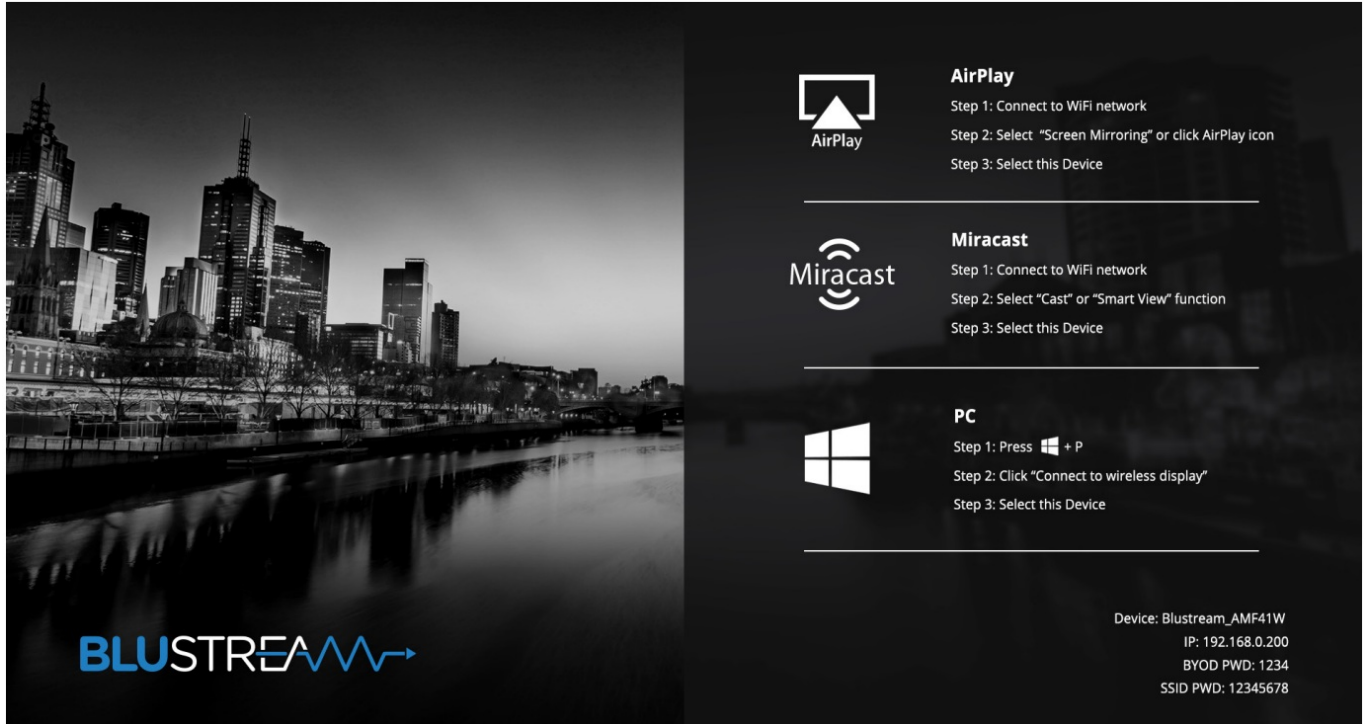 AirPlay
AirPlay
Step 1: Connect to WiFi network
Step 2: Select “Screen Mirroring” or click AirPlay icon
Step 3: Select this Device
Miracast
Miracast
Step 1: Connect to WiFi network
Step 2: Select “Cast” or “Smart View” function
Step 3: Select this Device
PC
Step 1: Press + P
Step 2: Click “Connect to wireless display”
Step 3: Select this Device
BLUSTREAM
Device: Blustream_AMF41W
IP: 192.168.0.200
BYOD PWD: 1234
SSID PWD: 12345678